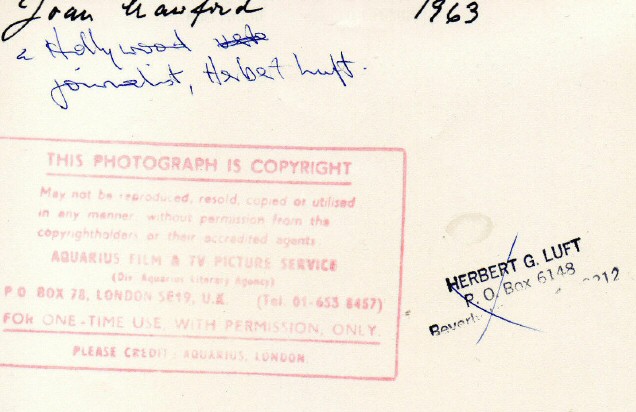 Joan Crawford 1963
& Hollywood
journalist, Herbert Luft.
THIS PHOTOGRAPH IS COPYRIGHT
May not be reproduced, resold, copied or utilised
in any manner without permission from the
copyrightholders or their accredited agents
AQUARIUS FILM & TV PICTURE SERVICE
(Div Aquarius Literary Agency)
P O BOX 78, LONDON SE19, U.K. (Tel. 01-653 8457)
FOR ONE-TIME USE, WITH PERMISSION, ONLY.
PLEASE CREDIT: AQUARIUS, LONDON
HERBERT G. LUFT
P. O. Box 6148